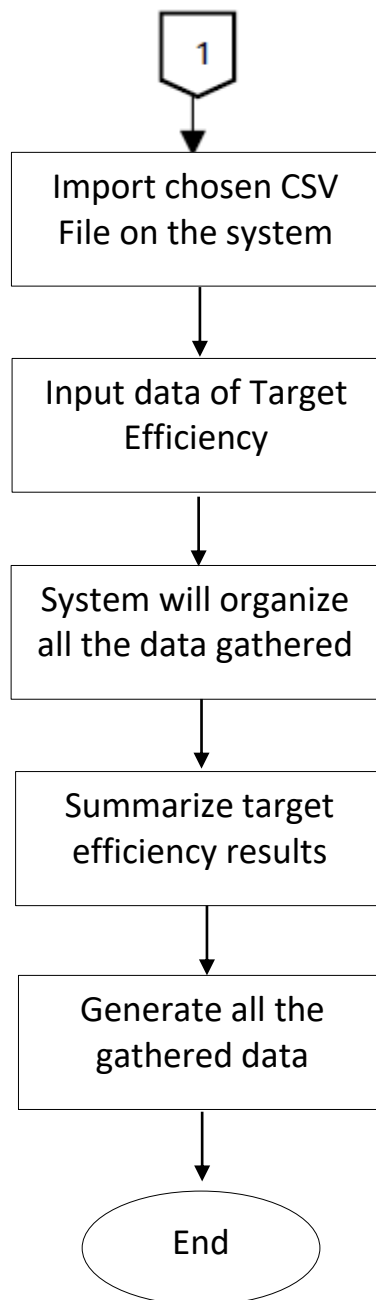 1
Import chosen CSV
File on the system
Input data of Target
Efficiency
System will organize
all the data gathered
Summarize target
efficiency results
Generate all the
gathered data
End